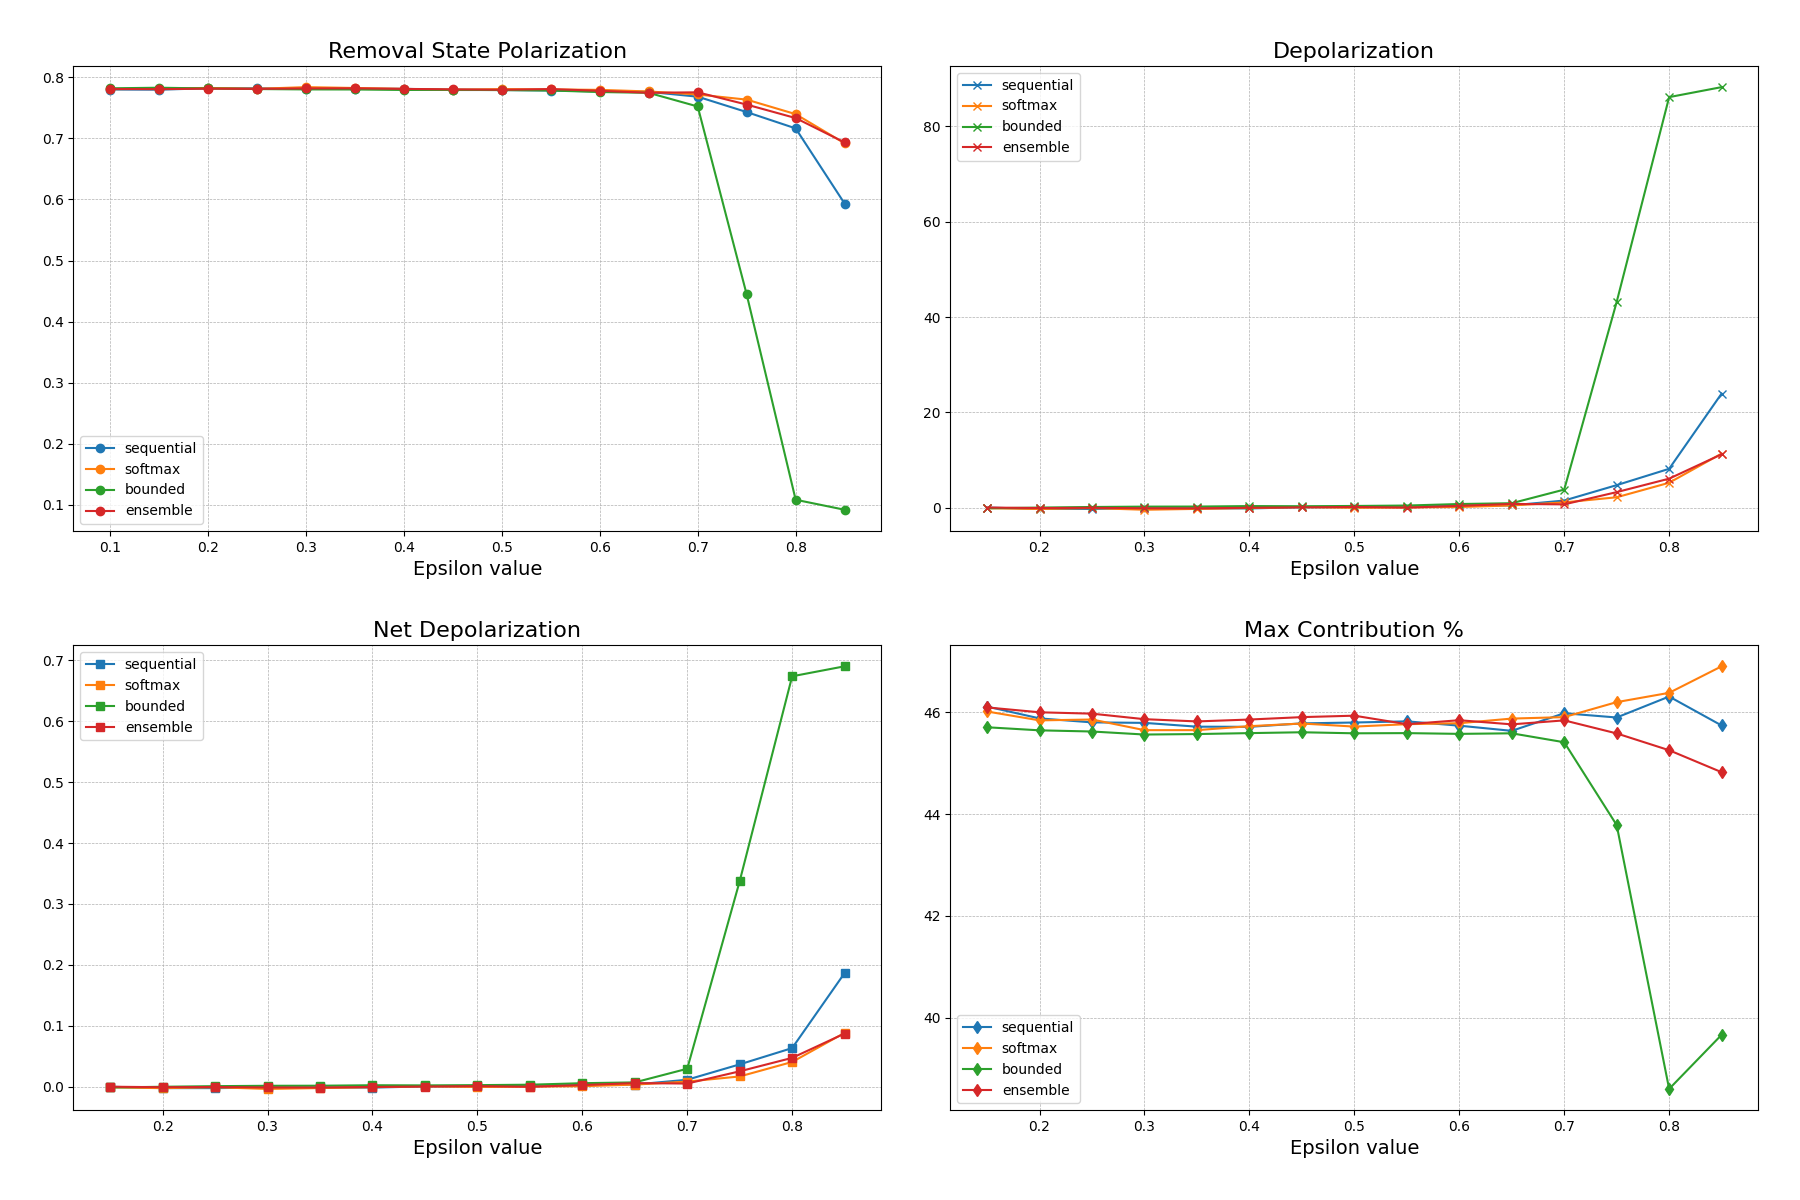 Removal State Polarization
0.8
0.7
0.6
0.5
0.4
0.3
0.2
0.1
sequential
softmax
bounded
ensemble
0.1 0.2 0.3 0.4 0.5 0.6 0.7 0.8
Epsilon value
Depolarization
sequential
softmax
bounded
ensemble
80
60
40
20
0
0.2 0.3 0.4 0.5 0.6 0.7 0.8
Epsilon value
Net Depolarization
sequential
softmax
bounded
ensemble
0.7
0.6
0.5
0.4
0.3
0.2
0.1
0.0
0.2 0.3 0.4 0.5 0.6 0.7 0.8
Epsilon value
Max Contribution %
46
44
42
40
sequential
softmax
bounded
ensemble
0.2 0.3 0.4 0.5 0.6 0.7 0.8
Epsilon value